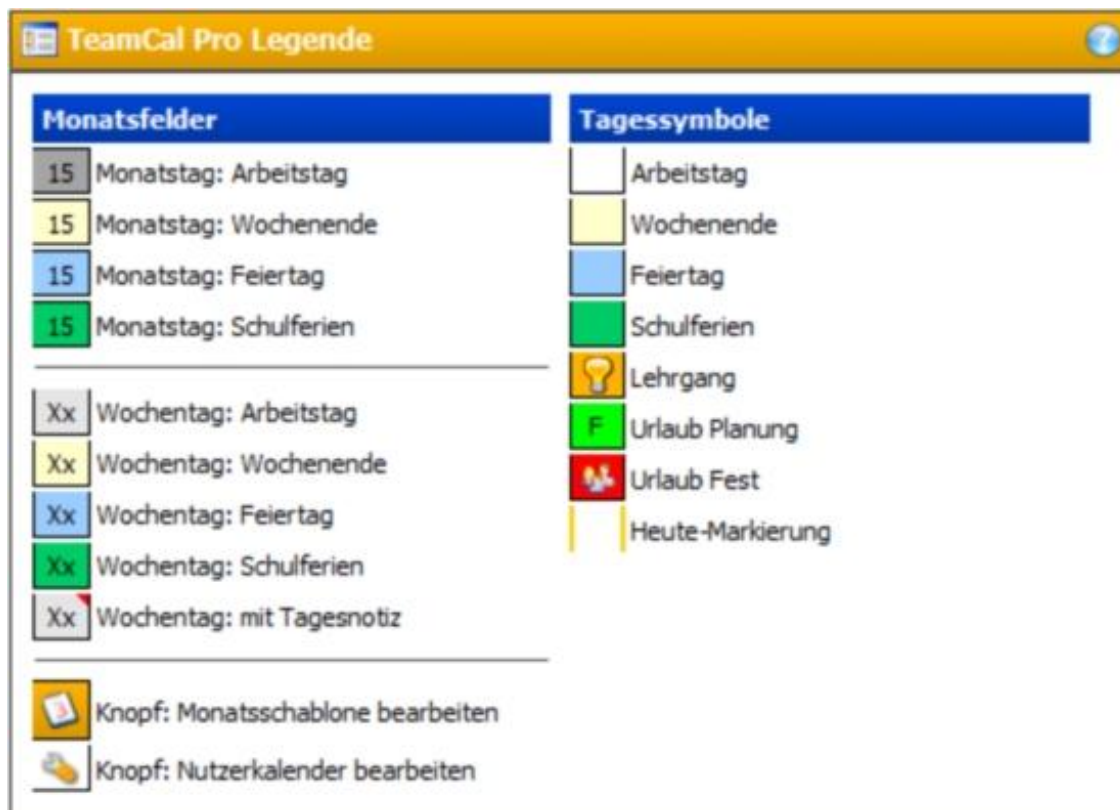 TeamCal Pro Legende
?
Monatsfelder
15 Monatstag: Arbeitstag
15 Monatstag: Wochenende
15 Monatstag: Feiertag
15 Monatstag: Schulferien
Xx Wochentag: Arbeitstag
Xx Wochentag: Wochenende
Xx Wochentag: Feiertag
Xx Wochentag: Schulferien
Xx Wochentag: mit Tagesnotiz
3 Knopf: Monatsschablone bearbeiten
Knopf: Nutzerkalender bearbeiten
Tagessymbole
Arbeitstag
Wochenende
Feiertag
Schulferien
Lehrgang
F Urlaub Planung
Urlaub Fest
Heute-Markierung